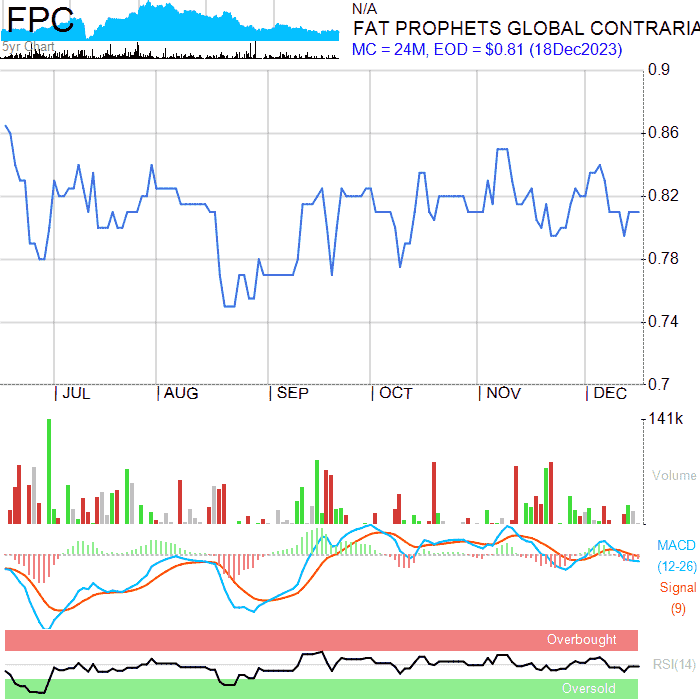 FPC
5yr Chart
N/A
FAT PROPHETS GLOBAL CONTRARIA
MC = 24M, EOD = $0.81 (18Dec2023)
0.9
0.86
0.82
0.78
0.74
0.7
JUL AUG SEP OCT NOV DEC
141k
Volume
MACD
(12-26)
Signal
(9)
Overbought
RSI(14)
Oversold